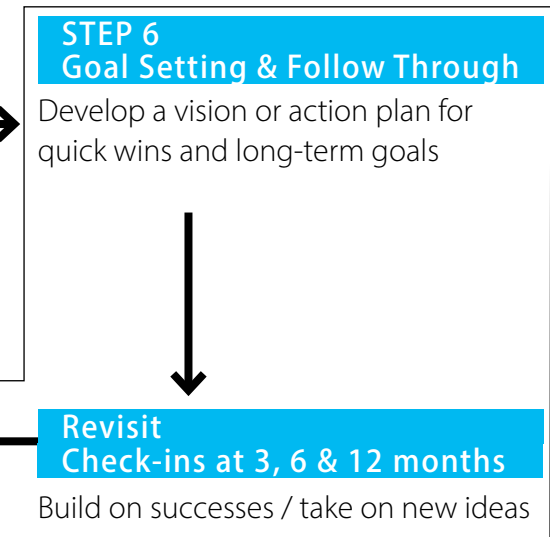 STEP 6
Goal Setting & Follow Through
Develop a vision or action plan for
quick wins and long-term goals
Revisit
Check-ins at 3, 6 & 12 months
Build on successes / take on new ideas